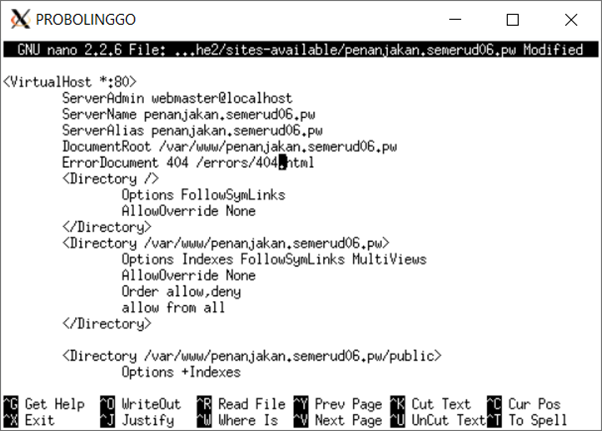 PROBOLINGGO
GNU nano 2.2.6 File: ...he2/sites-available/penanjakan.semerud06.pw Modified
<VirtualHost *:80>
        ServerAdmin webmaster@localhost
        ServerName penanjakan.semerud06.pw
        ServerAlias penanjakan.semerud06.pw
        DocumentRoot /var/www/penanjakan.semerud06.pw
        ErrorDocument 404 /errors/404.html
        <Directory />
                Options FollowSymLinks
                AllowOverride None
        </Directory>
        <Directory /var/www/penanjakan.semerud06.pw>
                Options Indexes FollowSymLinks MultiViews
                AllowOverride None
                Order allow,deny
                allow from all
        </Directory>
        <Directory /var/www/penanjakan.semerud06.pw/public>
                Options +Indexes
^G Get Help  ^O WriteOut  ^R Read File ^Y Prev Page ^K Cut Text  ^C Cur Pos
^X Exit      ^J Justify   ^W Where Is  ^V Next Page ^U UnCut Text^T To Spell